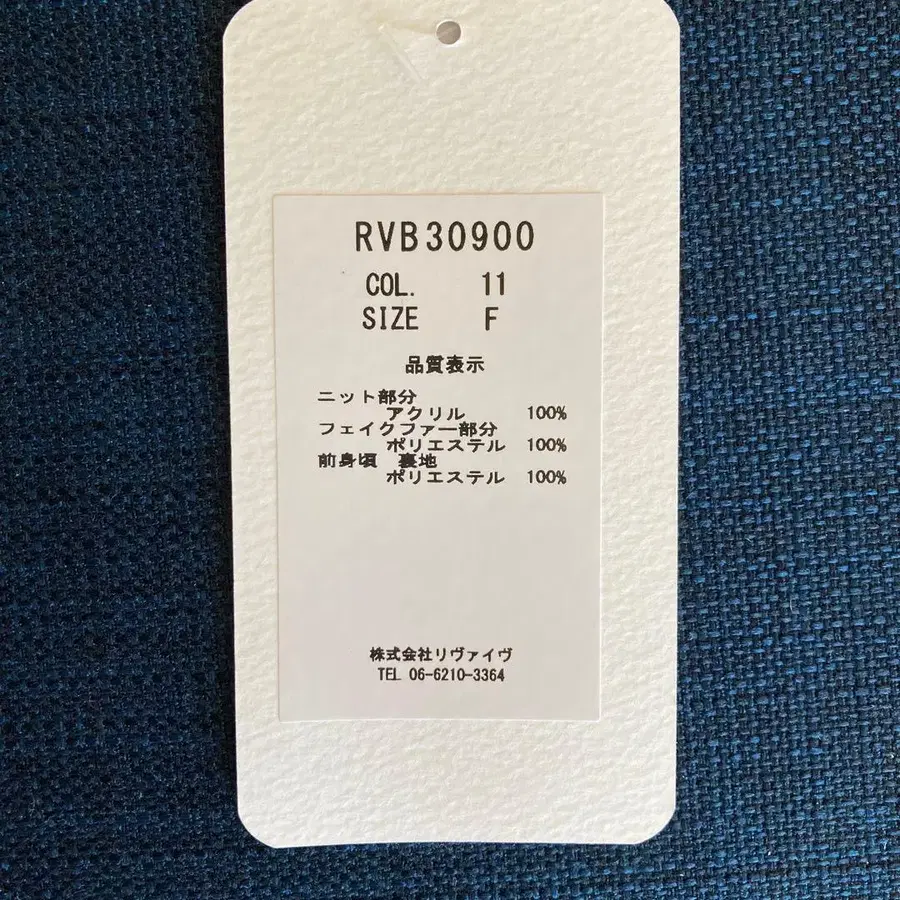 RVB30900
COL. 11
SIZE F
品質表示
ニット部分
アクリル 100%
フェイクファー部分
ポリエステル 100%
前身頃 裏地
ポリエステル 100%
株式会社リヴァイヴ
TEL 06-6210-3364